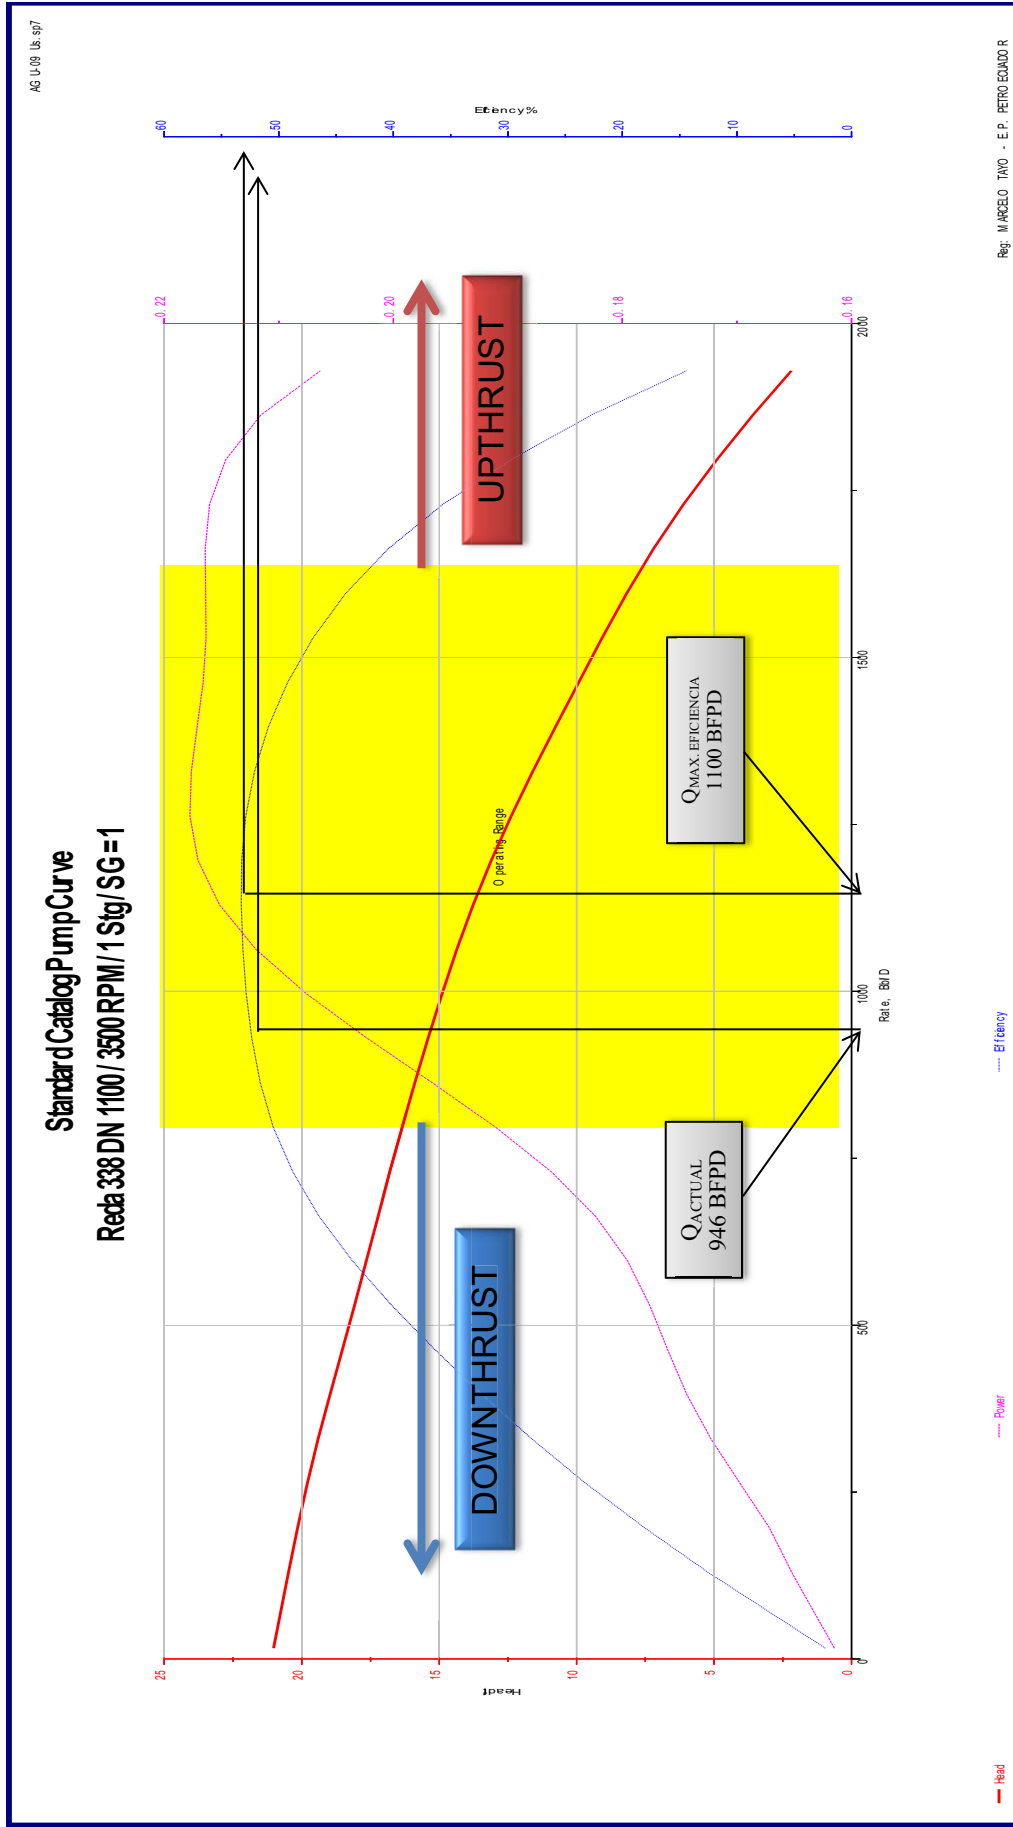 AG U-09 Us.sp7
Standard Catalog Pump Curve
Reda 338 DN 1100 / 3500 RPM / 1 Stg / SG = 1
25
20
15
10
5
0
0.22
0.20
0.18
0.16
60
50
40
30
20
10
0
Efficiency %
UPTHRUST
DOWNTHRUST
Operating Range
QMAX. EFICIENCIA
1100 BFPD
QACTUAL
946 BFPD
0
500
1000
1500
2000
Rate, Bbl/D
Head
Power
Efficency
Reg: MARCELO TAYO - E.P. PETROECUADOR